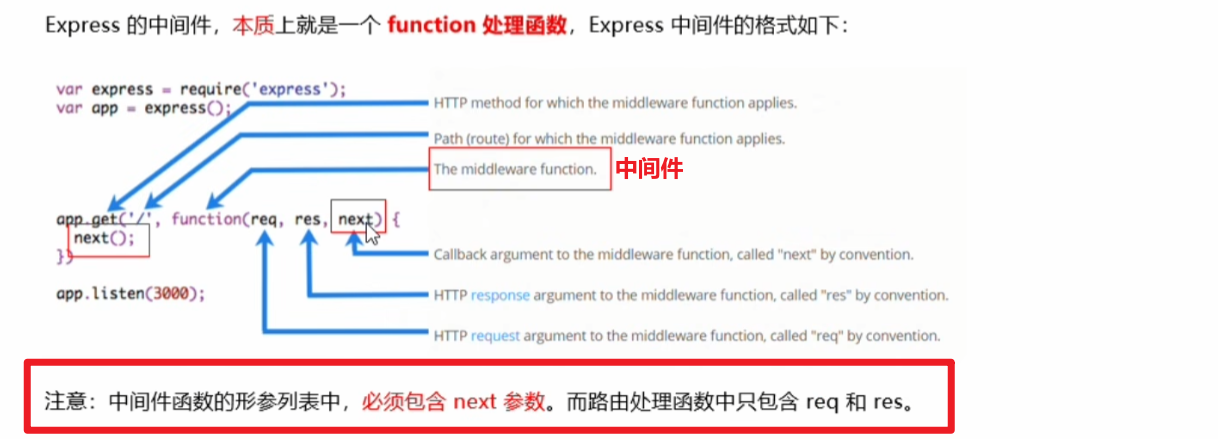 Express 的中间件，本质上就是一个 function 处理函数，Express 中间件的格式如下：
var express = require('express');
var app = express();
HTTP method for which the middleware function applies.
Path (route) for which the middleware function applies.
The middleware function. 中间件
app.get('/', function(req, res, next) {
next();
})
Callback argument to the middleware function, called "next" by convention.
app.listen(3000);
HTTP response argument to the middleware function, called "res" by convention.
HTTP request argument to the middleware function, called "req" by convention.
注意：中间件函数的形参列表中，必须包含 next 参数。而路由处理函数中只包含 req 和 res。